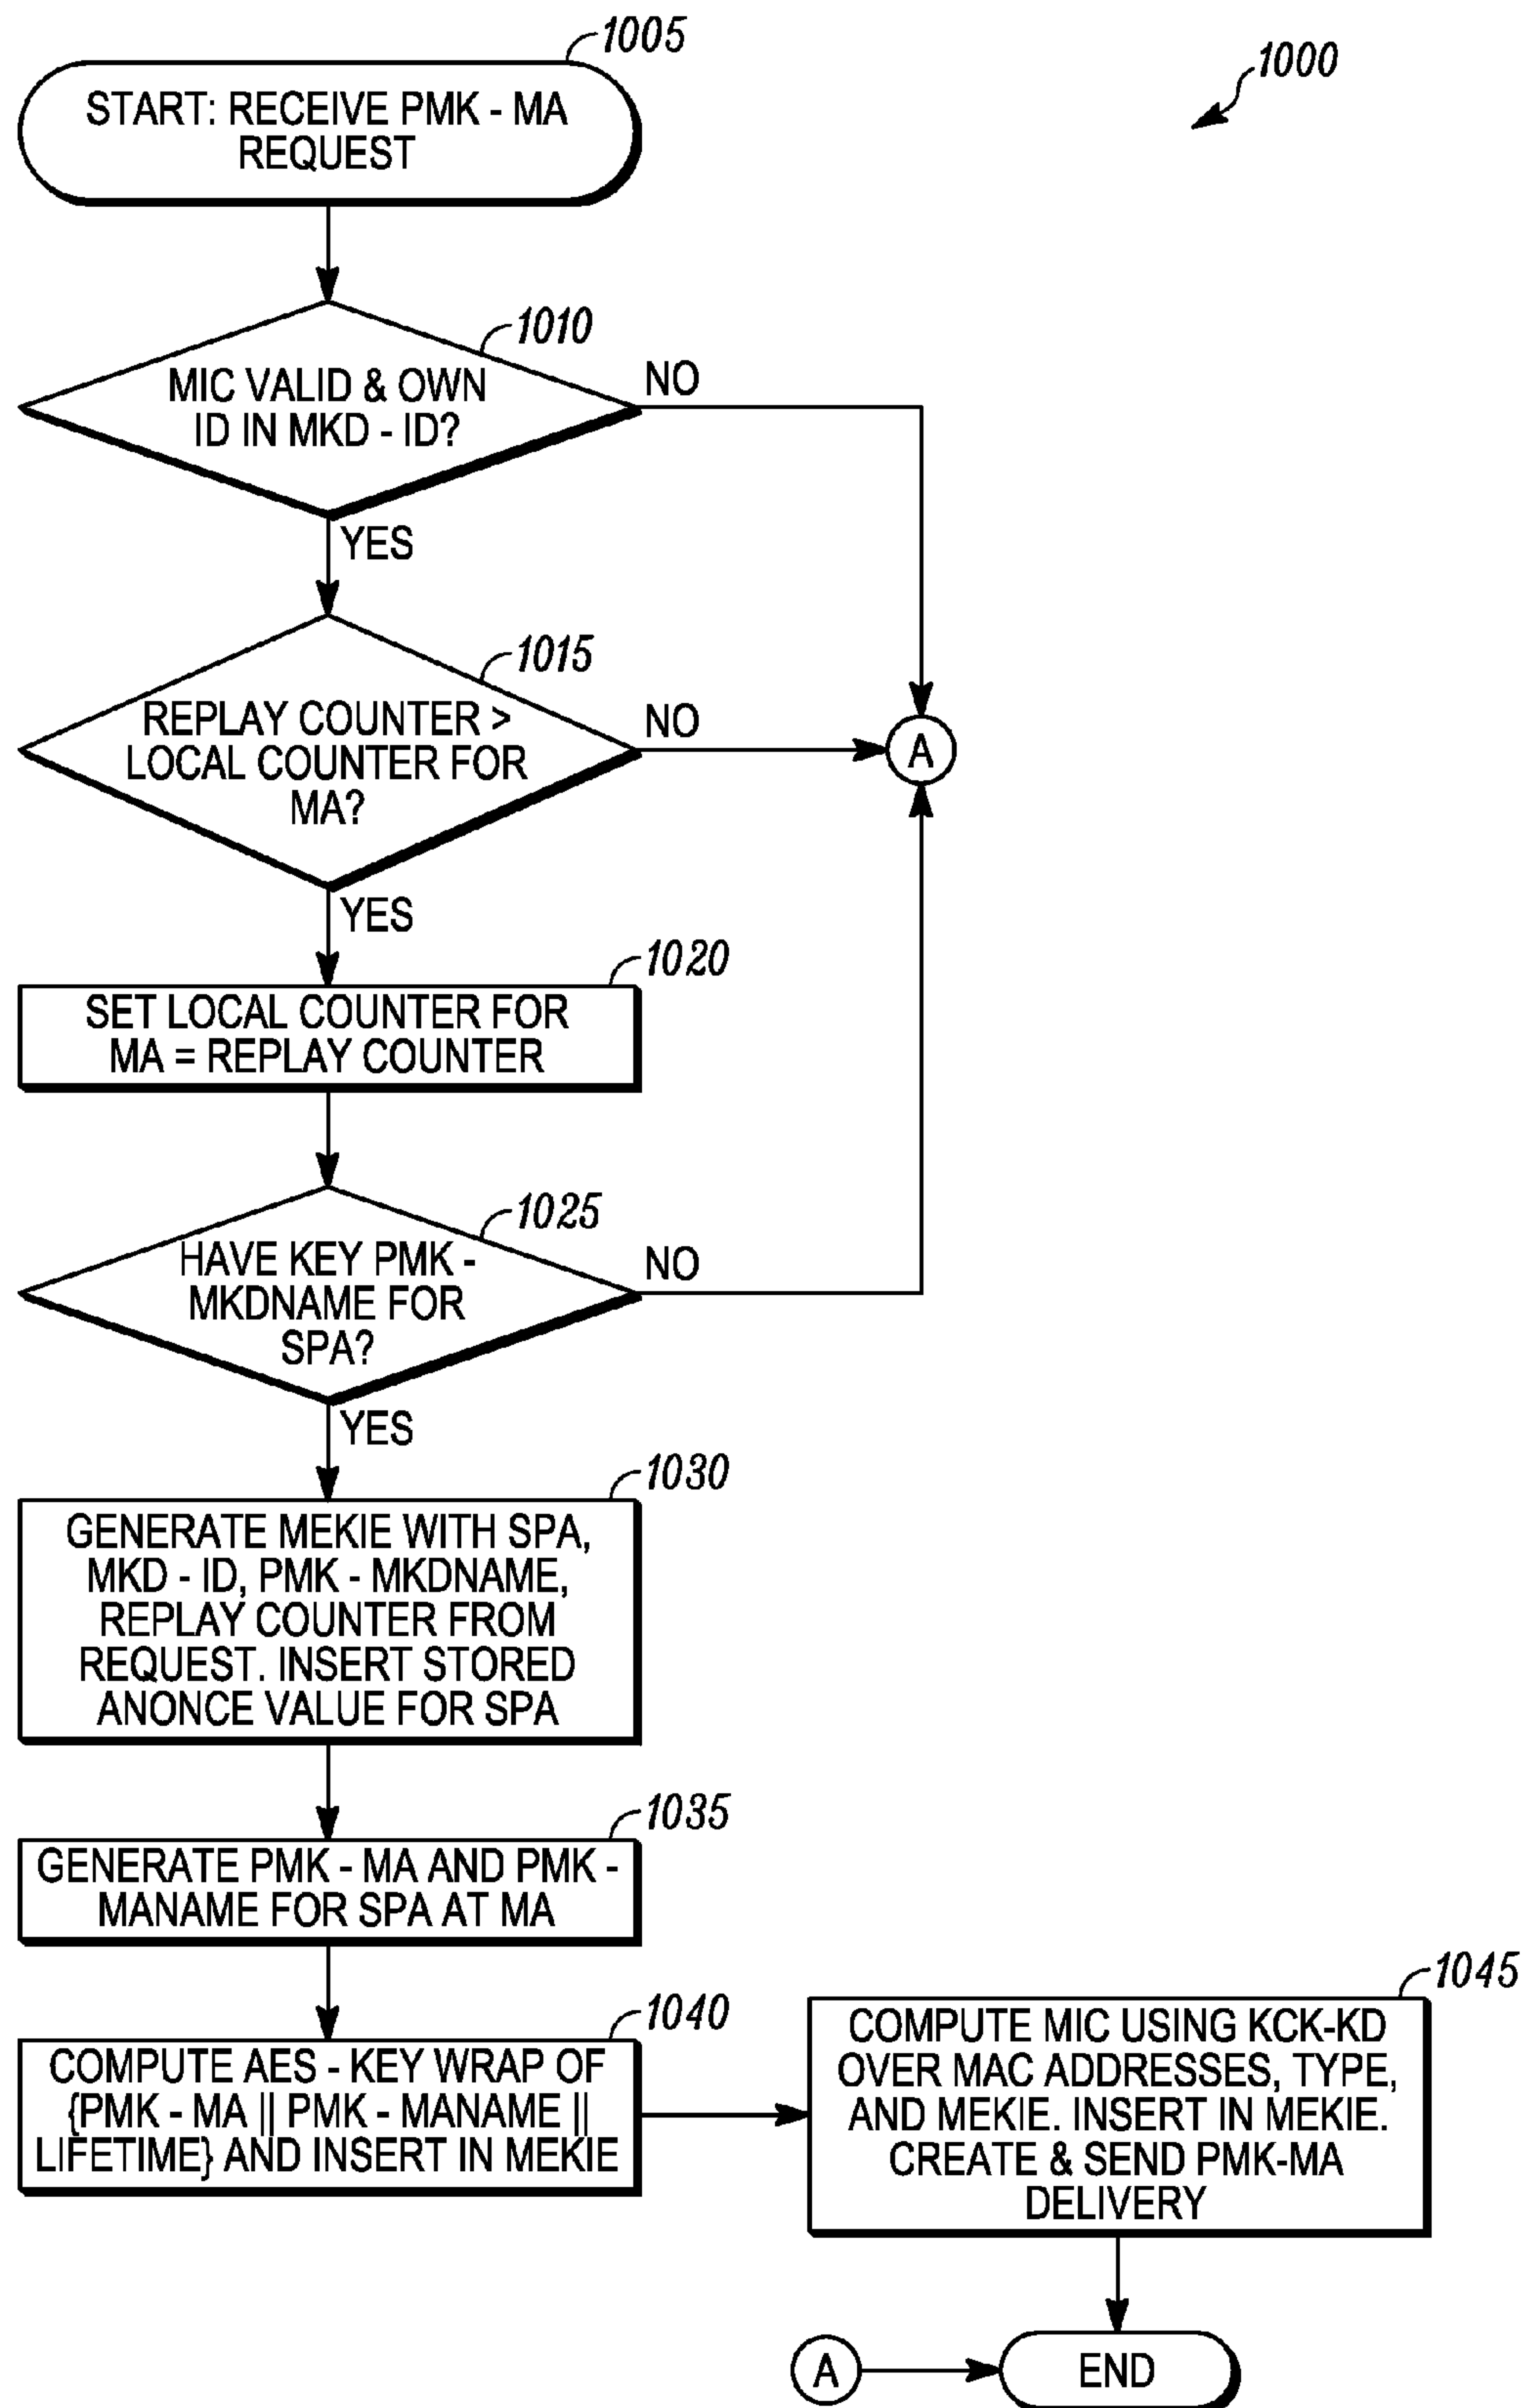 1005
1000
START: RECEIVE PMK - MA
REQUEST
1010
MIC VALID & OWN
ID IN MKD - ID?
NO
YES
1015
REPLAY COUNTER >
LOCAL COUNTER FOR
MA?
NO
A
YES
1020
SET LOCAL COUNTER FOR
MA = REPLAY COUNTER
1025
HAVE KEY PMK -
MKDNAME FOR
SPA?
NO
YES
1030
GENERATE MEKIE WITH SPA,
MKD - ID, PMK - MKDNAME,
REPLAY COUNTER FROM
REQUEST. INSERT STORED
ANONCE VALUE FOR SPA
1035
GENERATE PMK - MA AND PMK -
MANAME FOR SPA AT MA
1040
COMPUTE AES - KEY WRAP OF
{PMK - MA || PMK - MANAME ||
LIFETIME} AND INSERT IN MEKIE
1045
COMPUTE MIC USING KCK-KD
OVER MAC ADDRESSES, TYPE,
AND MEKIE. INSERT IN MEKIE.
CREATE & SEND PMK-MA
DELIVERY
A
END